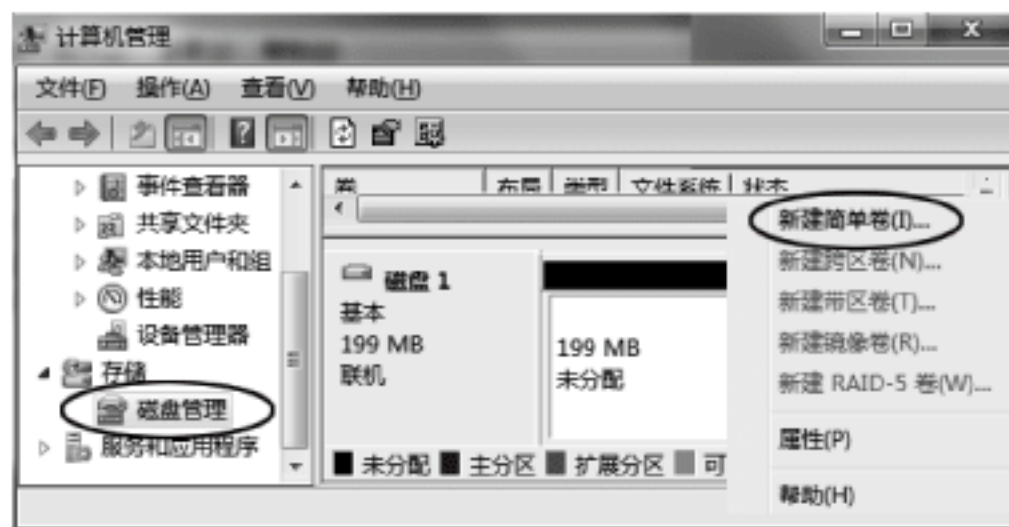 计算机管理
文件(F) 操作(A) 查看(V) 帮助(H)
事件查看器
共享文件夹
本地用户和组
性能
设备管理器
存储
磁盘管理
服务和应用程序
卷 布局 类型 文件系统 状态
磁盘 1
基本
199 MB
联机
199 MB
未分配
未分配 主分区 扩展分区 可
新建简单卷(I)...
新建跨区卷(N)...
新建带区卷(T)...
新建镜像卷(R)...
新建 RAID-5 卷(W)...
属性(P)
帮助(H)